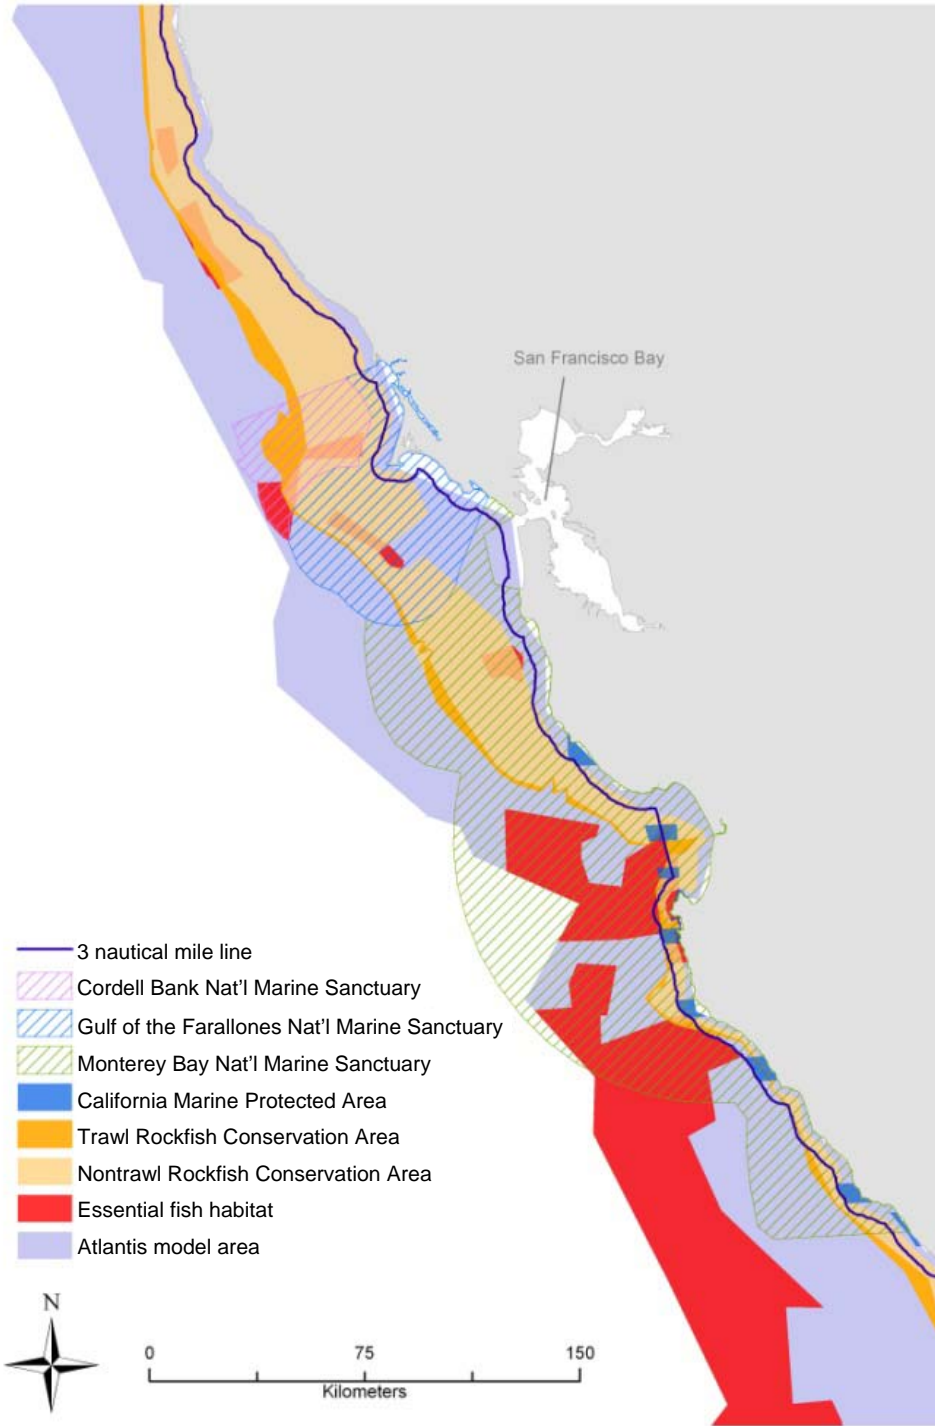 San Francisco Bay
3 nautical mile line
Cordell Bank Nat'l Marine Sanctuary
Gulf of the Farallones Nat'l Marine Sanctuary
Monterey Bay Nat'l Marine Sanctuary
California Marine Protected Area
Trawl Rockfish Conservation Area
Nontrawl Rockfish Conservation Area
Essential fish habitat
Atlantis model area
N
0 75 150
Kilometers